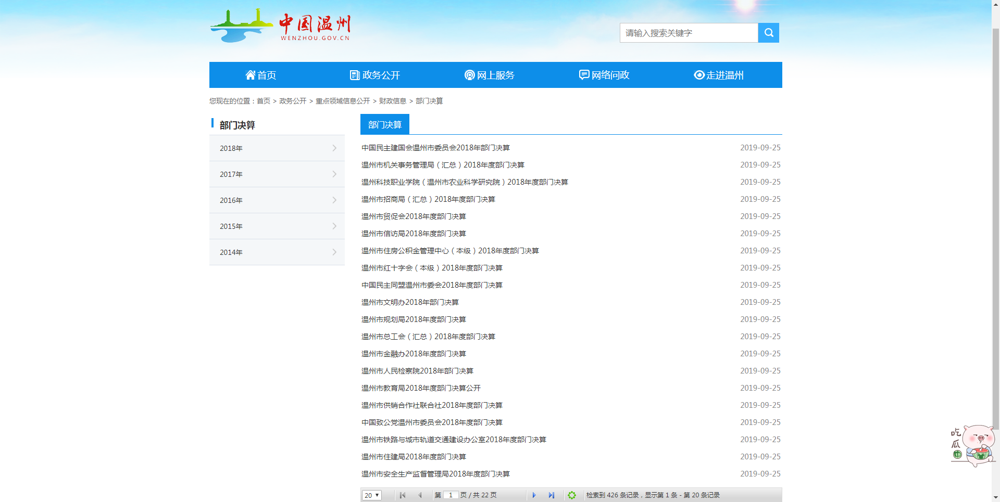 中国温州
WENZHOU.GOV.CN
请输入搜索关键字
首页 政务公开 网上服务 网络问政 走进温州
您现在的位置：首页 > 政务公开 > 重点领域信息公开 > 财政信息 > 部门决算
部门决算
2018年
2017年
2016年
2015年
2014年
部门决算
中国民主建国会温州市委员会2018年部门决算 2019-09-25
温州市机关事务管理局（汇总）2018年度部门决算 2019-09-25
温州科技职业学院（温州市农业科学研究院）2018年度部门决算 2019-09-25
温州市招商局（汇总）2018年度部门决算 2019-09-25
温州市贸促会2018年度部门决算 2019-09-25
温州市信访局2018年度部门决算 2019-09-25
温州市住房公积金管理中心（本级）2018年度部门决算 2019-09-25
温州市红十字会（本级）2018年度部门决算 2019-09-25
中国民主同盟温州市委会2018年度部门决算 2019-09-25
温州市文明办2018年部门决算 2019-09-25
温州市规划局2018年度部门决算 2019-09-25
温州市总工会（汇总）2018年度部门决算 2019-09-25
温州市金融办2018年度部门决算 2019-09-25
温州市人民检察院2018年部门决算 2019-09-25
温州市教育局2018年度部门决算公开 2019-09-25
温州市供销合作社联合社2018年度部门决算 2019-09-25
中国致公党温州市委员会2018年度部门决算 2019-09-25
温州市铁路与城市轨道交通建设办公室2018年度部门决算 2019-09-25
温州市住建局2018年度部门决算 2019-09-25
温州市安全生产监督管理局2018年度部门决算 2019-09-25
20 第 1 页 / 共 22 页 检索到 426 条记录，显示第 1 条 - 第 20 条记录
吃瓜